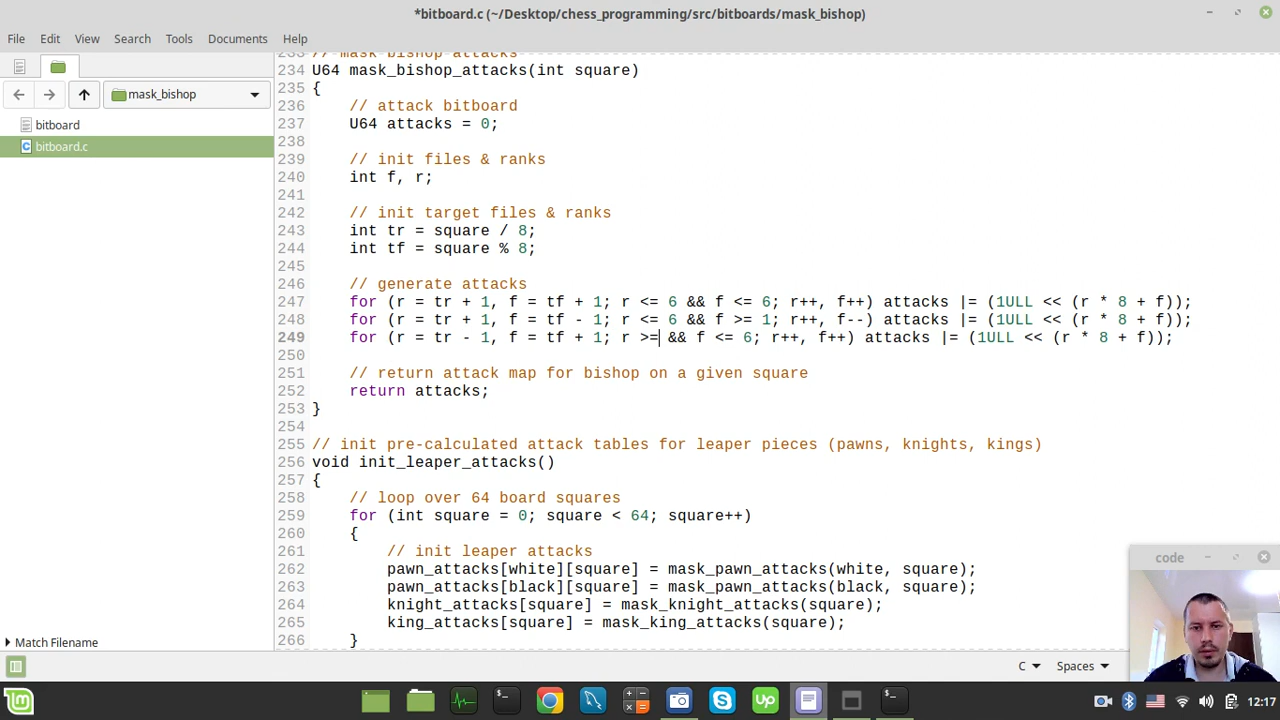 *bitboard.c (~/Desktop/chess_programming/src/bitboards/mask_bishop)
File Edit View Search Tools Documents Help
mask_bishop
bitboard
bitboard.c
Match Filename
233 // mask bishop attacks
234 U64 mask_bishop_attacks(int square)
235 {
236     // attack bitboard
237     U64 attacks = 0;
238
239     // init files & ranks
240     int f, r;
241
242     // init target files & ranks
243     int tr = square / 8;
244     int tf = square % 8;
245
246     // generate attacks
247     for (r = tr + 1, f = tf + 1; r <= 6 && f <= 6; r++, f++) attacks |= (1ULL << (r * 8 + f));
248     for (r = tr + 1, f = tf - 1; r <= 6 && f >= 1; r++, f--) attacks |= (1ULL << (r * 8 + f));
249     for (r = tr - 1, f = tf + 1; r >= && f <= 6; r++, f++) attacks |= (1ULL << (r * 8 + f));
250
251     // return attack map for bishop on a given square
252     return attacks;
253 }
254
255 // init pre-calculated attack tables for leaper pieces (pawns, knights, kings)
256 void init_leaper_attacks()
257 {
258     // loop over 64 board squares
259     for (int square = 0; square < 64; square++)
260     {
261         // init leaper attacks
262         pawn_attacks[white][square] = mask_pawn_attacks(white, square);
263         pawn_attacks[black][square] = mask_pawn_attacks(black, square);
264         knight_attacks[square] = mask_knight_attacks(square);
265         king_attacks[square] = mask_king_attacks(square);
266     }
code
C Spaces
12:17